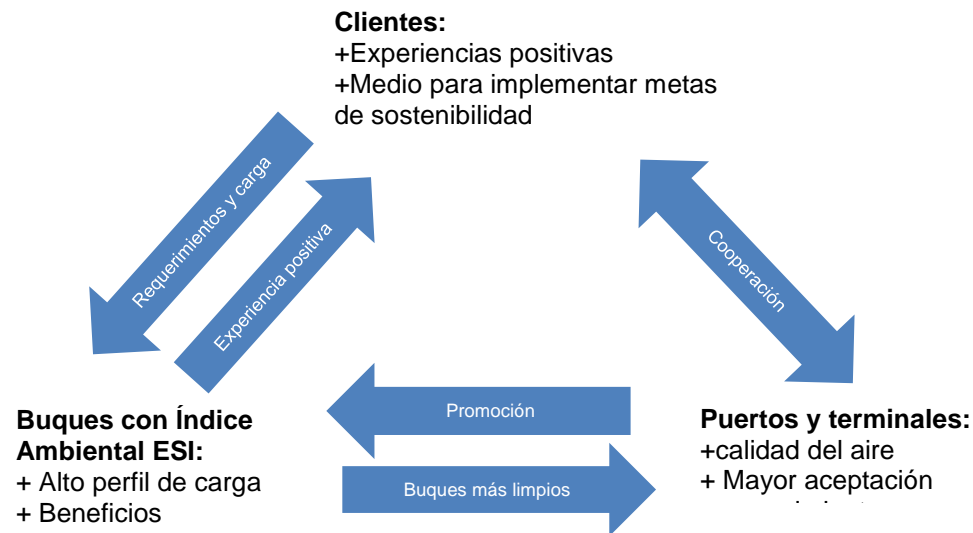 Clientes:
+Experiencias positivas
+Medio para implementar metas
de sostenibilidad
Requerimientos y carga
Experiencia positiva
Cooperación
Promoción
Buques más limpios
Buques con Índice
Ambiental ESI:
+ Alto perfil de carga
+ Beneficios
Puertos y terminales:
+calidad del aire
+ Mayor aceptación